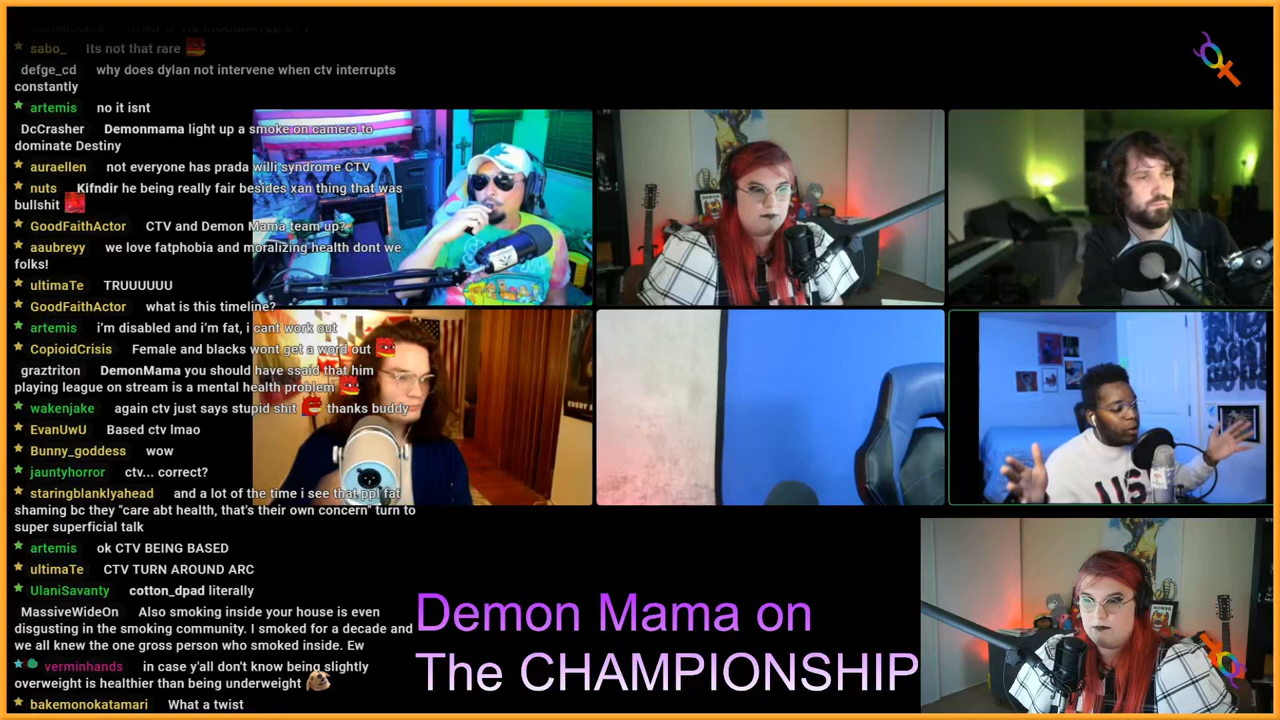 sabo_ Its not that rare
defge_cd why does dylan not intervene when ctv interrupts
constantly
artemis no it isnt
DcCrasher Demonmama light up a smoke on camera to
dominate Destiny
auraellen not everyone has prada willi syndrome CTV
nuts Kifndir he being really fair besides xan thing that was
bullshit
GoodFaithActor CTV and Demon Mama team up?
aaubreyy we love fatphobia and moralizing health dont we
folks!
ultimaTe TRUUUUUU
GoodFaithActor what is this timeline?
artemis i'm disabled and i'm fat, i cant work out
CopioidCrisis Female and blacks wont get a word out
graztriton DemonMama you should have ssaid that him
playing league on stream is a mental health problem
wakenjake again ctv just says stupid shit thanks buddy
EvanUwU Based ctv lmao
Bunny_goddess wow
jauntyhorror ctv... correct?
staringblanklyahead and a lot of the time i see that ppl fat
shaming bc they "care abt health, that's their own concern" turn to
super superficial talk
artemis ok CTV BEING BASED
ultimaTe CTV TURN AROUND ARC
UlaniSavanty cotton_dpad literally
MassiveWideOn Also smoking inside your house is even
disgusting in the smoking community. I smoked for a decade and
we all knew the one gross person who smoked inside. Ew
verminhands in case y'all don't know being slightly
overweight is healthier than being underweight
bakemonokatamari What a twist
Demon Mama on
The CHAMPIONSHIP
US